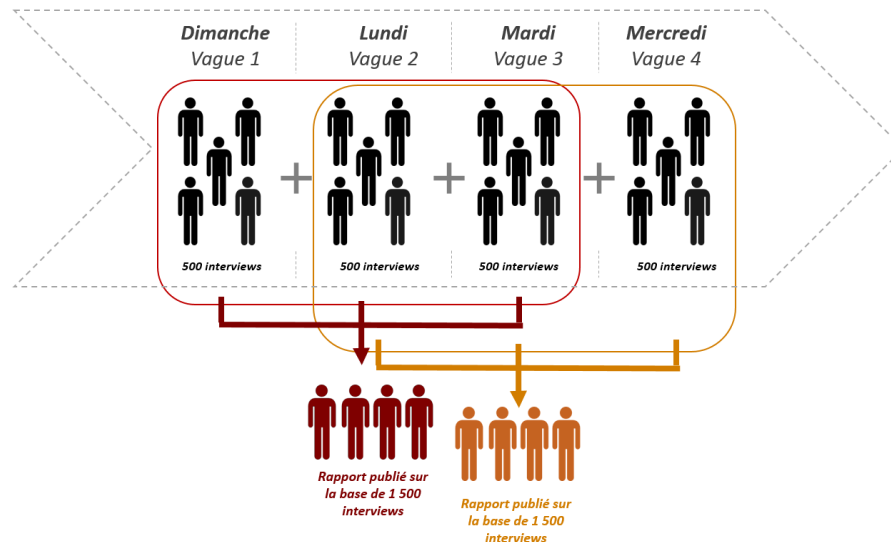 Dimanche
Vague 1
Lundi
Vague 2
Mardi
Vague 3
Mercredi
Vague 4
500 interviews
500 interviews
500 interviews
500 interviews
Rapport publié sur
la base de 1 500
interviews
Rapport publié sur
la base de 1 500
interviews